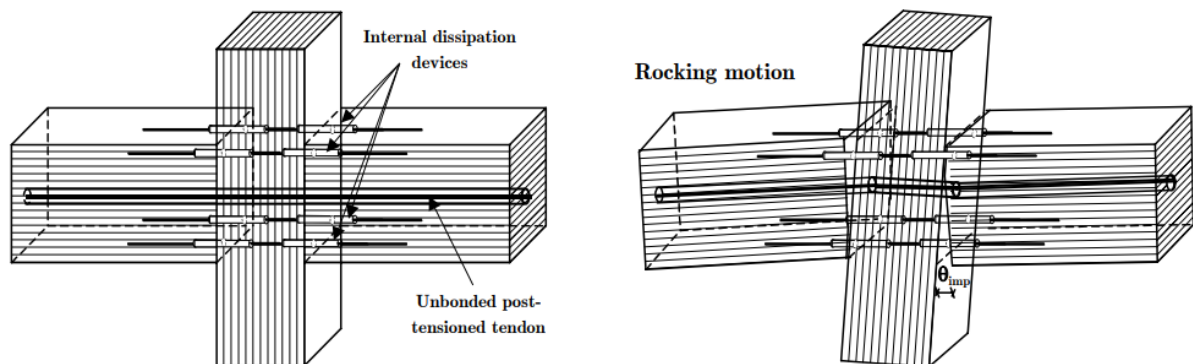 Internal dissipation
devices
Unbonded post-
tensioned tendon
Rocking motion
θimp